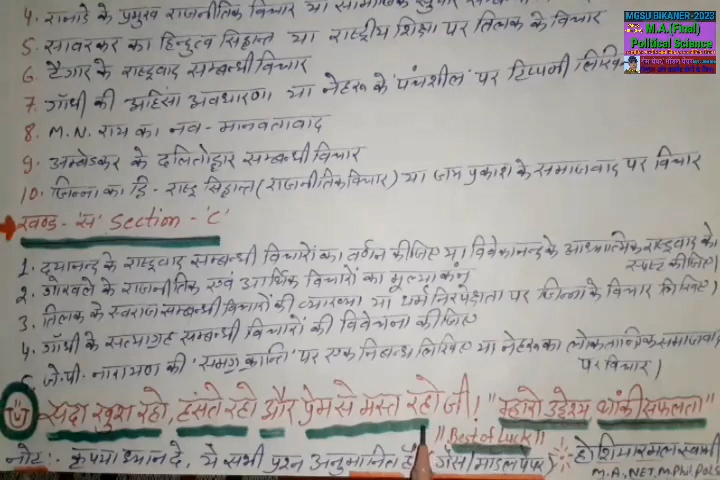 4. रानाडे के प्रमुख राजनीतिक विचार या सामाजिक सुधार
5. सावरकर का हिन्दुत्व सिद्धान्त या राष्ट्रीय शिक्षा पर तिलक के विचार
6. टैगोर के राष्ट्रवाद सम्बन्धी विचार
7. गाँधी की अहिंसा अवधारणा या नेहरू के 'पंचशील' पर टिप्पणी लिखिए
8. M.N. राय का नव-मानवतावाद
9. अम्बेडकर के दलितोद्धार सम्बन्धी विचार
10. जिन्ना का द्वि-राष्ट्र सिद्धान्त (राजनीतिक विचार) या जय प्रकाश के समाजवाद पर विचार
खण्ड-'स' Section-'C'
1. दयानन्द के राष्ट्रवाद सम्बन्धी विचारों का वर्णन कीजिए या विवेकानन्द के आध्यात्मिक राष्ट्रवाद को स्पष्ट कीजिए।
2. गोखले के राजनीतिक एवं आर्थिक विचारों का मूल्यांकन
3. तिलक के स्वराज सम्बन्धी विचारों की व्याख्या या धर्म निरपेक्षता पर जिन्ना के विचार लिखिए।
4. गाँधी के सत्याग्रह सम्बन्धी विचारों की विवेचना कीजिए
5. जे.पी. नारायण की 'समग्र क्रान्ति' पर एक निबन्ध लिखिए या नेहरू का लोकतान्त्रिक समाजवाद पर विचार।
सदा खुश रहो, हंसते रहो और प्रेम से मस्त रहो जी! "म्हारो उद्देश्य थांकी सफलता"
"Best of Luck"
नोट:- कृपया ध्यान दे, ये सभी प्रश्न अनुमानित है। गैस/माडल पेपर
होशियारमल स्वामी
M.A., NET, M.Phil, Pol.S
MGSU BIKANER-2023
M.A.(Final)
Political Science